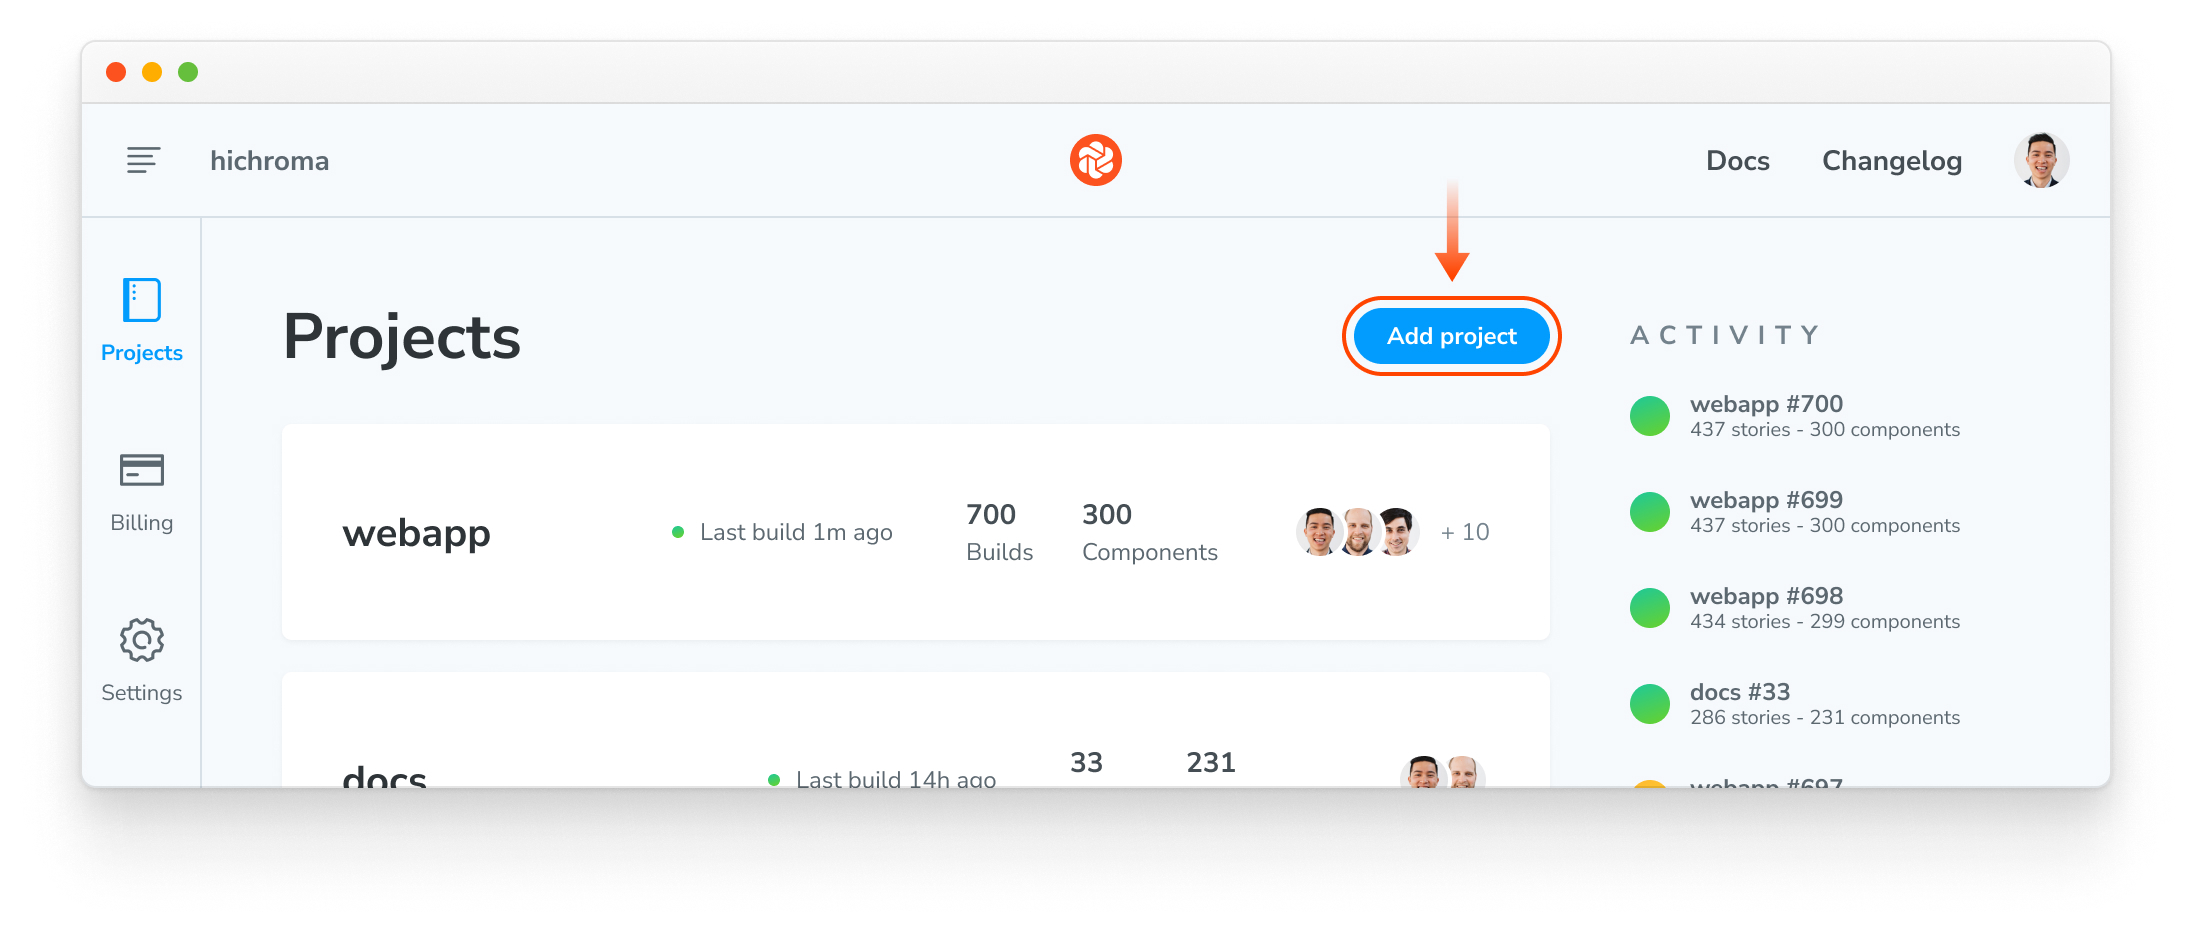 hichroma
Docs
Changelog
Projects
Billing
Settings
Projects
Add project
webapp
Last build 1m ago
700
Builds
300
Components
+ 10
docs
Last build 14h ago
33
231
ACTIVITY
webapp #700
437 stories - 300 components
webapp #699
437 stories - 300 components
webapp #698
434 stories - 299 components
docs #33
286 stories - 231 components
webapp #697